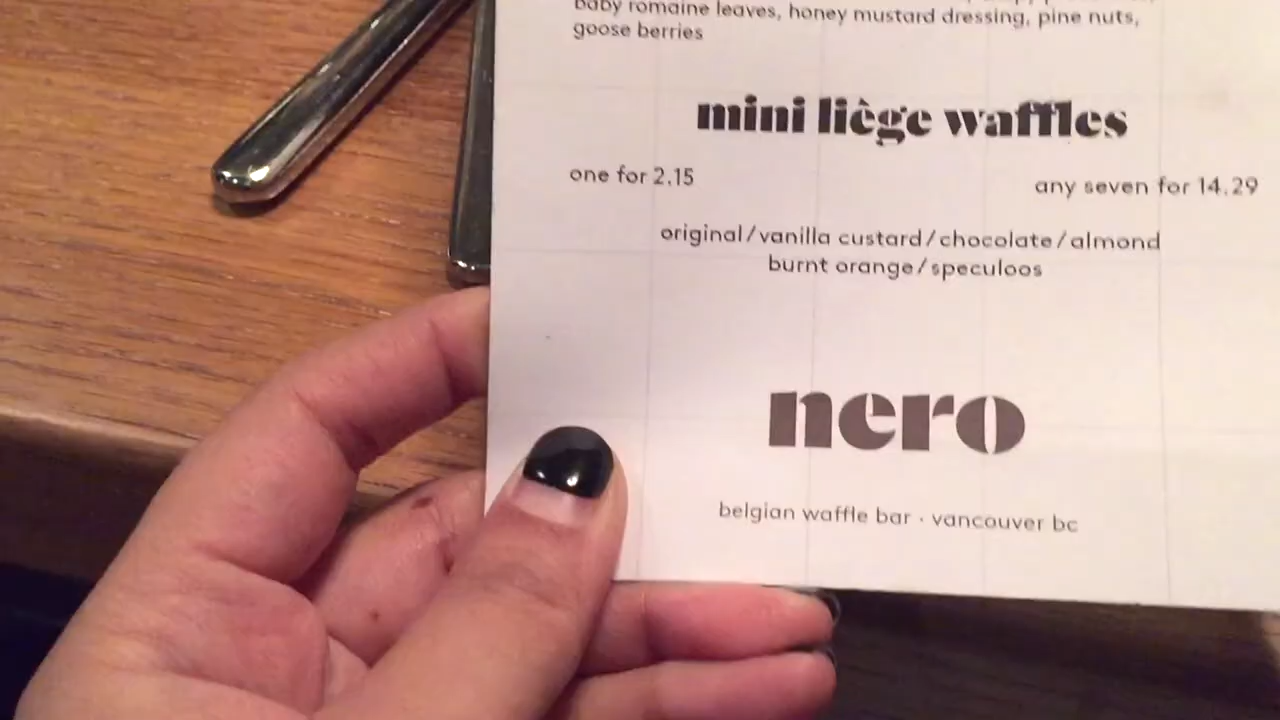 baby romaine leaves, honey mustard dressing, pine nuts,
goose berries
mini liège waffles
one for 2.15
any seven for 14.29
original/vanilla custard/chocolate/almond
burnt orange/speculoos
nero
belgian waffle bar · vancouver bc